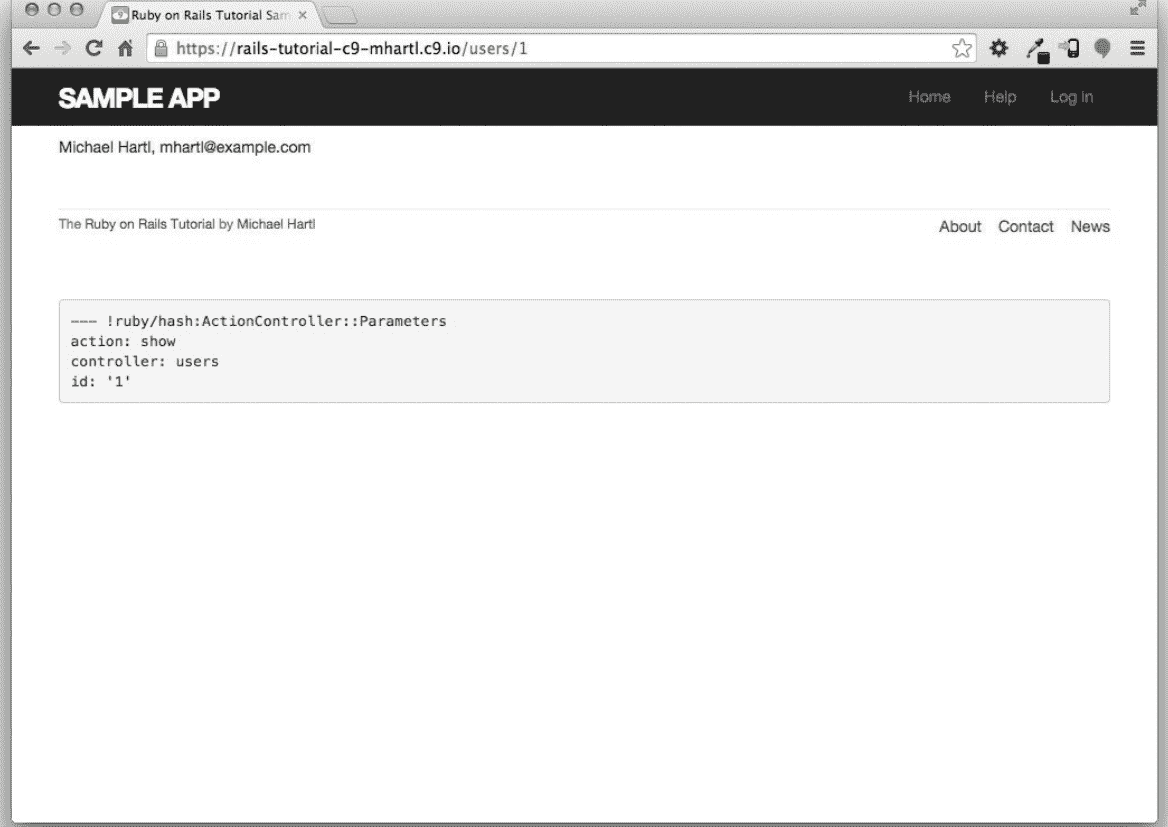 Ruby on Rails Tutorial Sam
https://rails-tutorial-c9-mhartl.c9.io/users/1
SAMPLE APP
Home Help Log in
Michael Hartl, mhartl@example.com
The Ruby on Rails Tutorial by Michael Hartl
About Contact News
--- !ruby/hash:ActionController::Parameters
action: show
controller: users
id: '1'